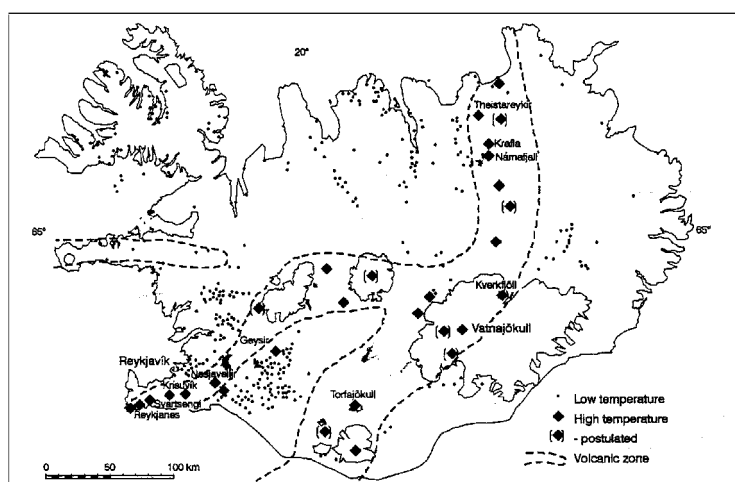 20°
Theistareykir
Krafla
Námafjall
65°
65°
Kverkfjöll
Vatnajökull
Geysir
Reykjavík
Nesjavellir
Krísuvík
Svartsengi
Reykjanes
Torfajökull
Low temperature
High temperature
- postulated
Volcanic zone
0 50 100 km